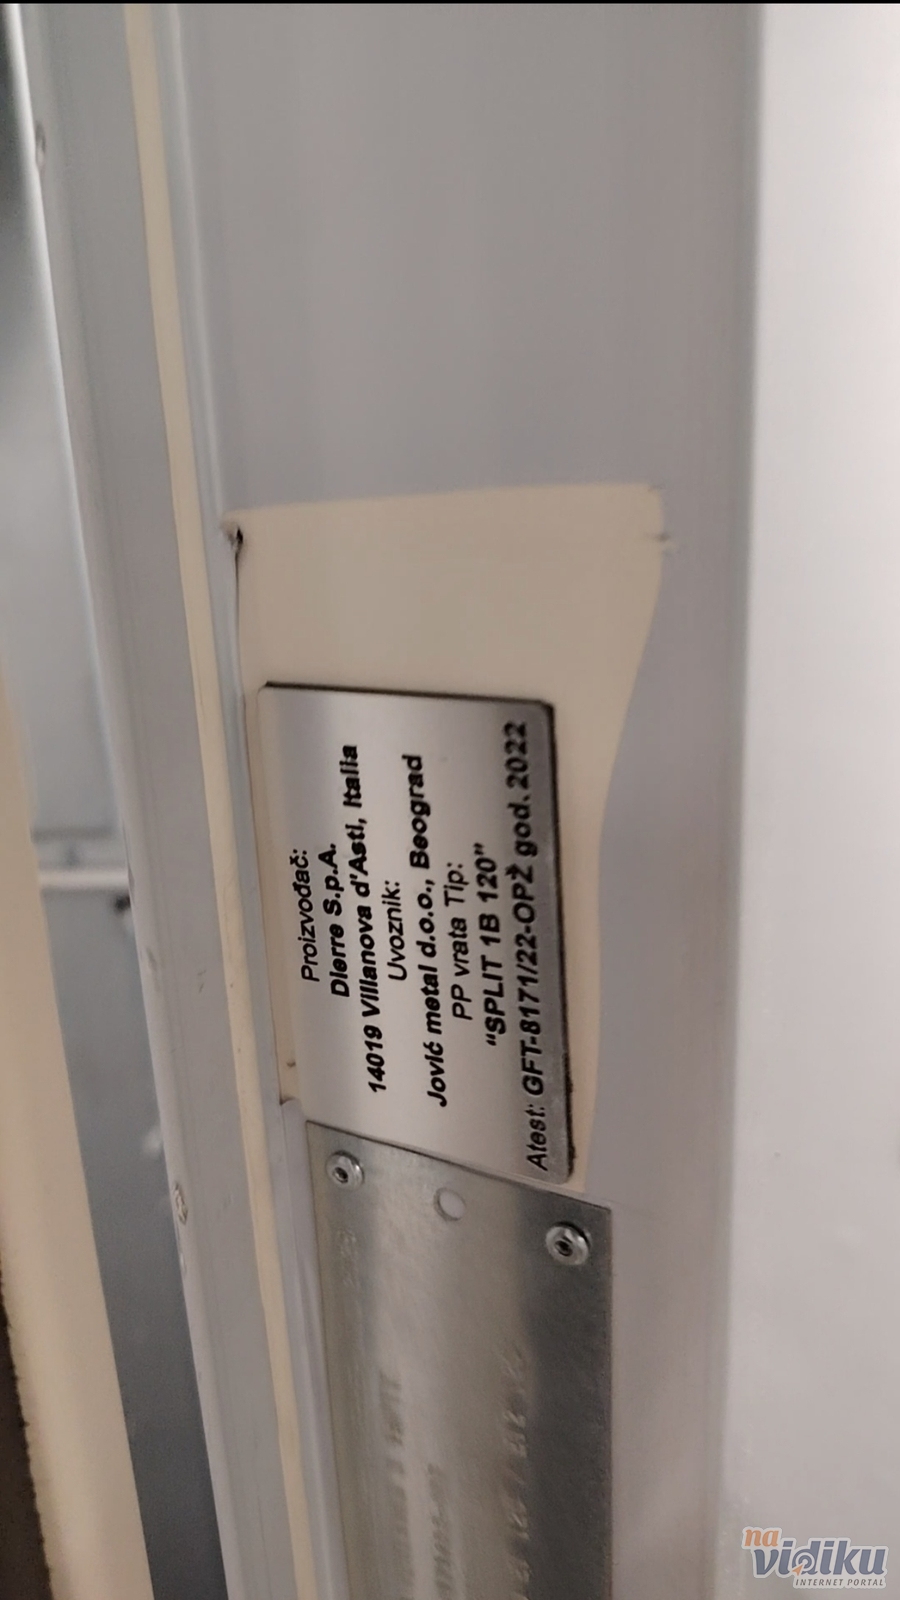 Proizvođač:
Dierre S.p.A.
14019 Villanova d'Asti, Italia
Uvoznik:
Jović metal d.o.o., Beograd
PP vrata Tip:
"SPLIT 1B 120"
Atest: GFT-8171/22-OPŽ god.2022
na
vidiku
INTERNET PORTAL